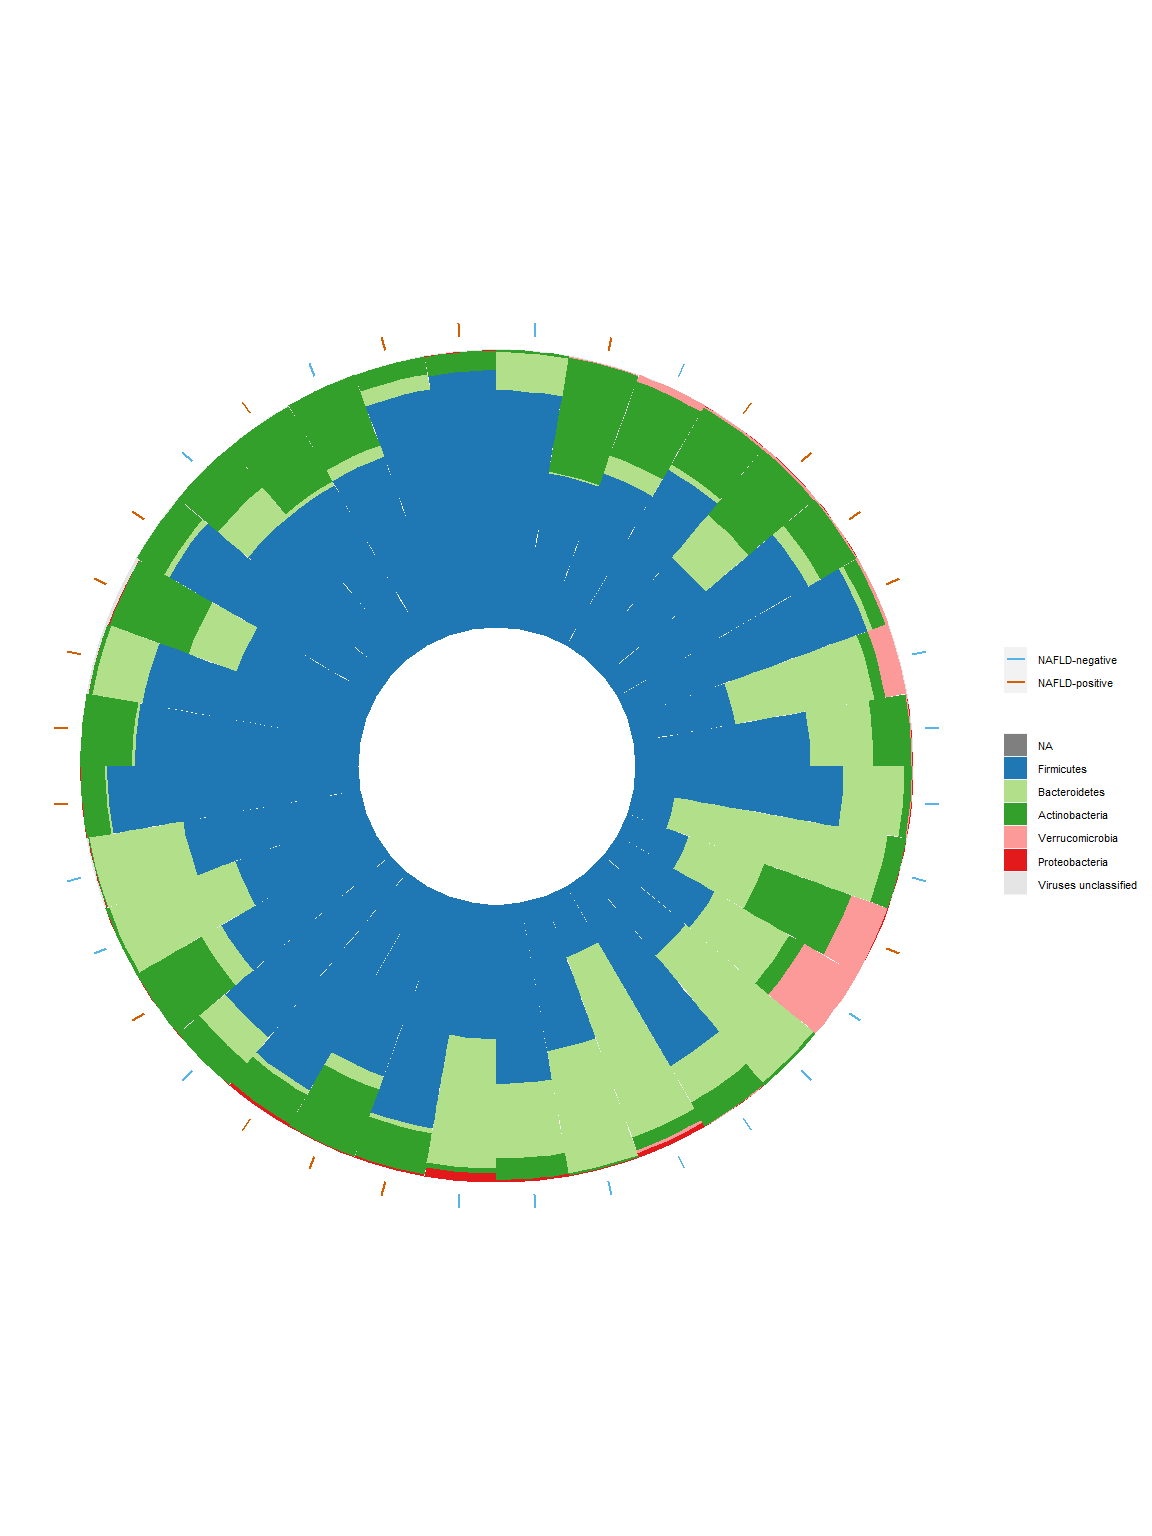 NAFLD-negative
NAFLD-positive
NA
Firmicutes
Bacteroidetes
Actinobacteria
Verrucomicrobia
Proteobacteria
Viruses unclassified